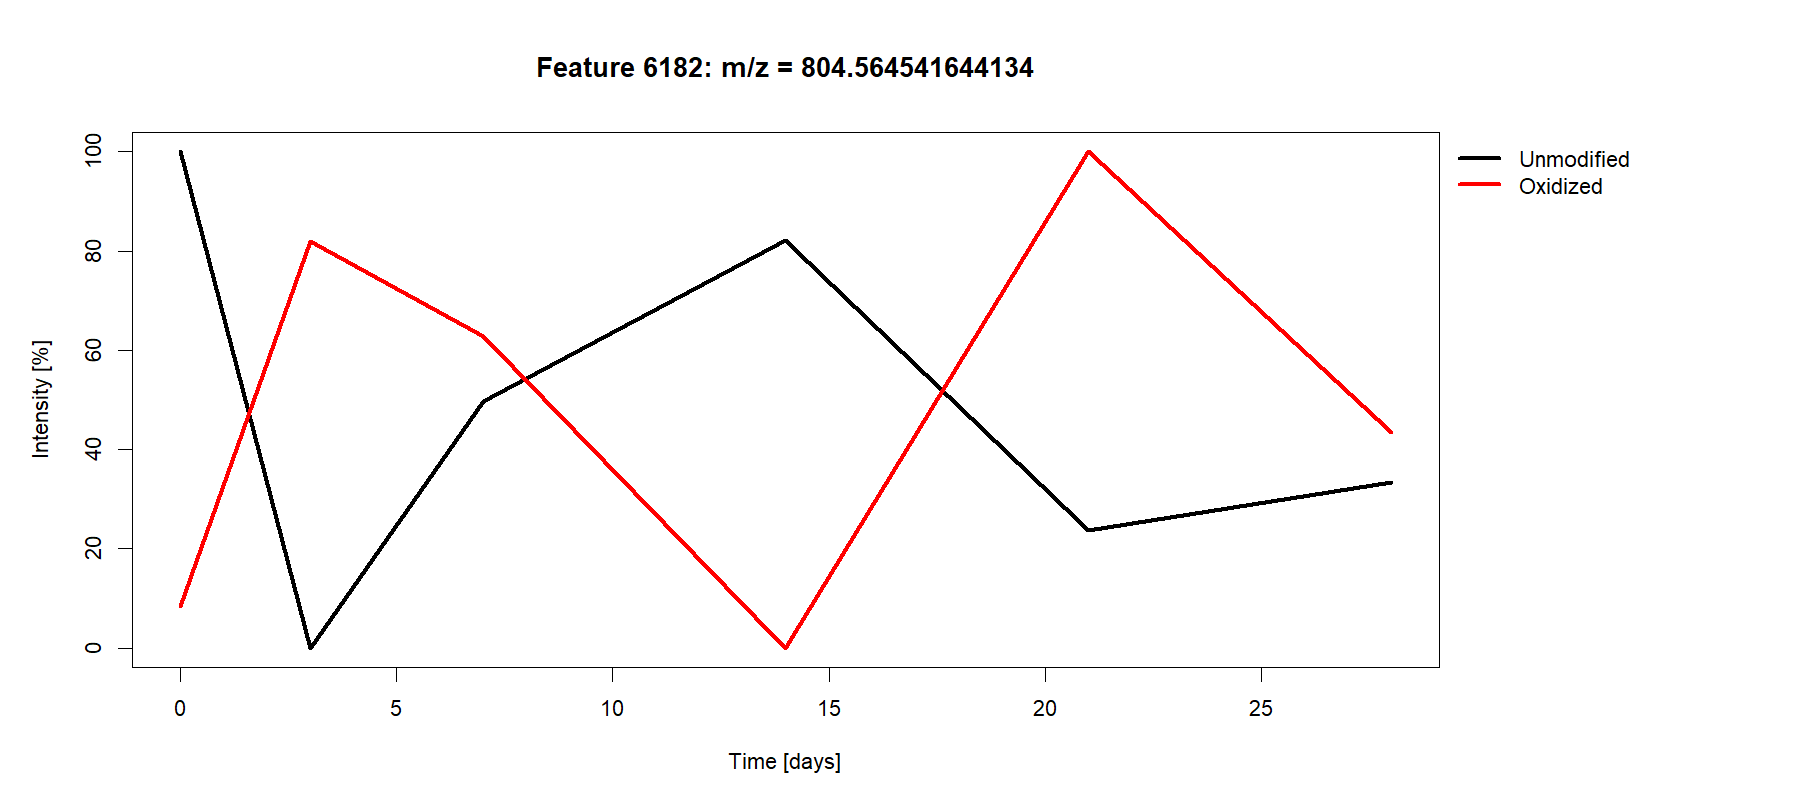 Feature 6182: m/z = 804.564541644134
Unmodified
Oxidized
Intensity [%]
100
80
60
40
20
0
0 5 10 15 20 25
Time [days]